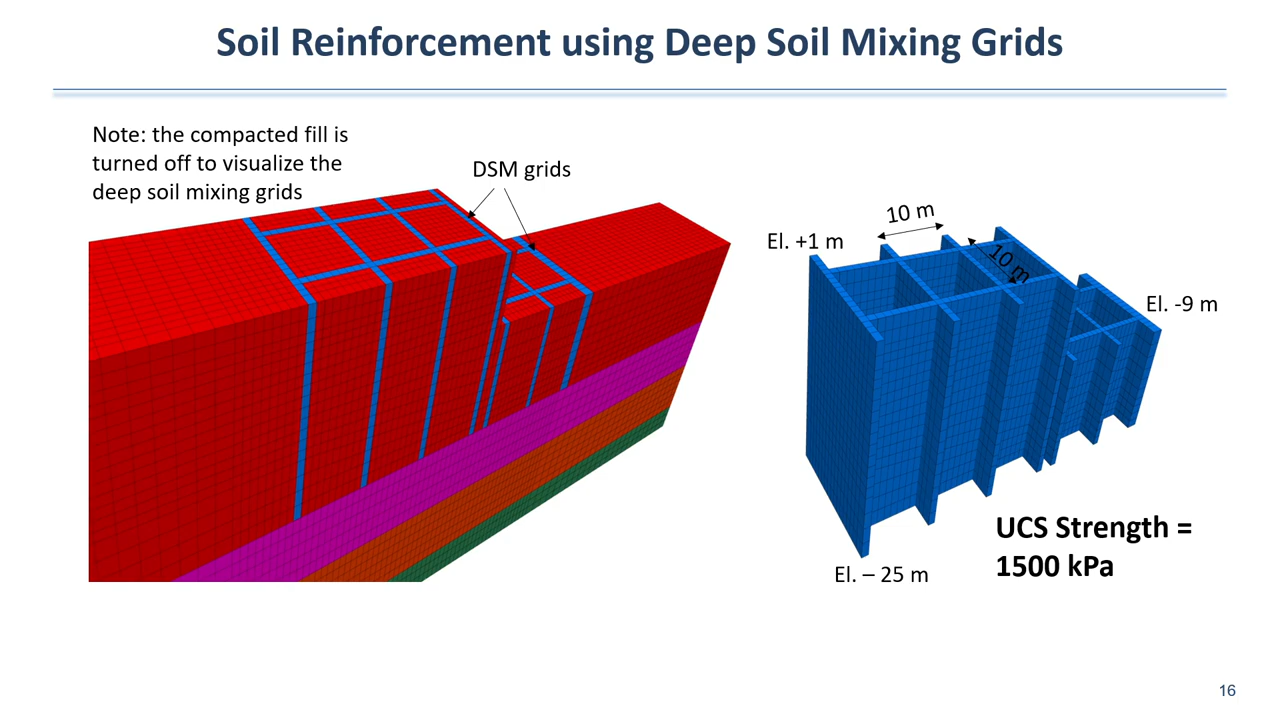 Soil Reinforcement using Deep Soil Mixing Grids
Note: the compacted fill is
turned off to visualize the
deep soil mixing grids
DSM grids
10 m
El. +1 m
10 m
El. -9 m
UCS Strength =
1500 kPa
El. – 25 m
16